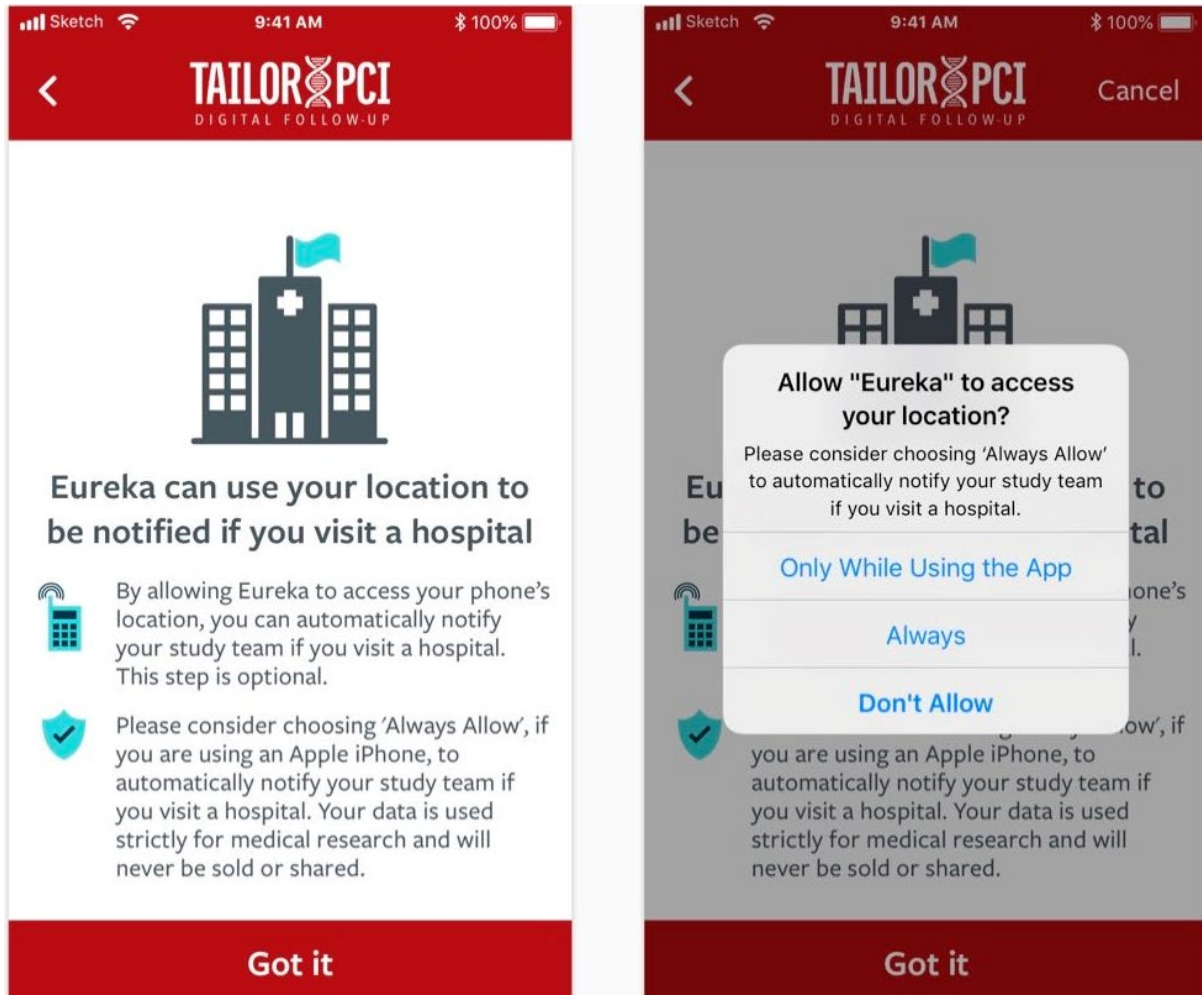 Sketch 9:41 AM 100%
TAILOR PCI
DIGITAL FOLLOW-UP
Eureka can use your location to
be notified if you visit a hospital
By allowing Eureka to access your phone's
location, you can automatically notify
your study team if you visit a hospital.
This step is optional.
Please consider choosing 'Always Allow', if
you are using an Apple iPhone, to
automatically notify your study team if
you visit a hospital. Your data is used
strictly for medical research and will
never be sold or shared.
Got it
Sketch 9:41 AM 100%
TAILOR PCI
DIGITAL FOLLOW-UP
Cancel
Allow "Eureka" to access
your location?
Please consider choosing 'Always Allow'
to automatically notify your study team
if you visit a hospital.
Only While Using the App
Always
Don't Allow
Eu to
be tal
one's
y
l.
ow', if
you are using an Apple iPhone, to
automatically notify your study team if
you visit a hospital. Your data is used
strictly for medical research and will
never be sold or shared.
Got it